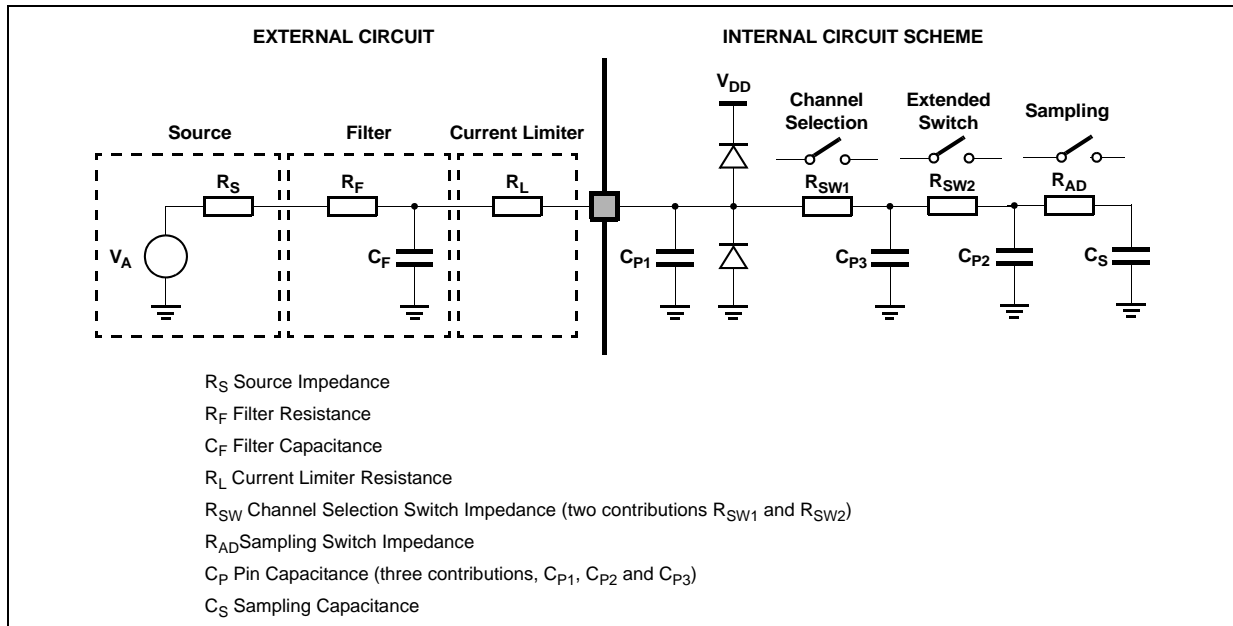 EXTERNAL CIRCUIT
INTERNAL CIRCUIT SCHEME
Source
Filter
Current Limiter
VDD
Channel
Selection
Extended
Switch
Sampling
RS
RF
RL
RSW1
RSW2
RAD
VA
CF
CP1
CP3
CP2
CS
RS Source Impedance
RF Filter Resistance
CF Filter Capacitance
RL Current Limiter Resistance
RSW Channel Selection Switch Impedance (two contributions RSW1 and RSW2)
RADSampling Switch Impedance
CP Pin Capacitance (three contributions, CP1, CP2 and CP3)
CS Sampling Capacitance